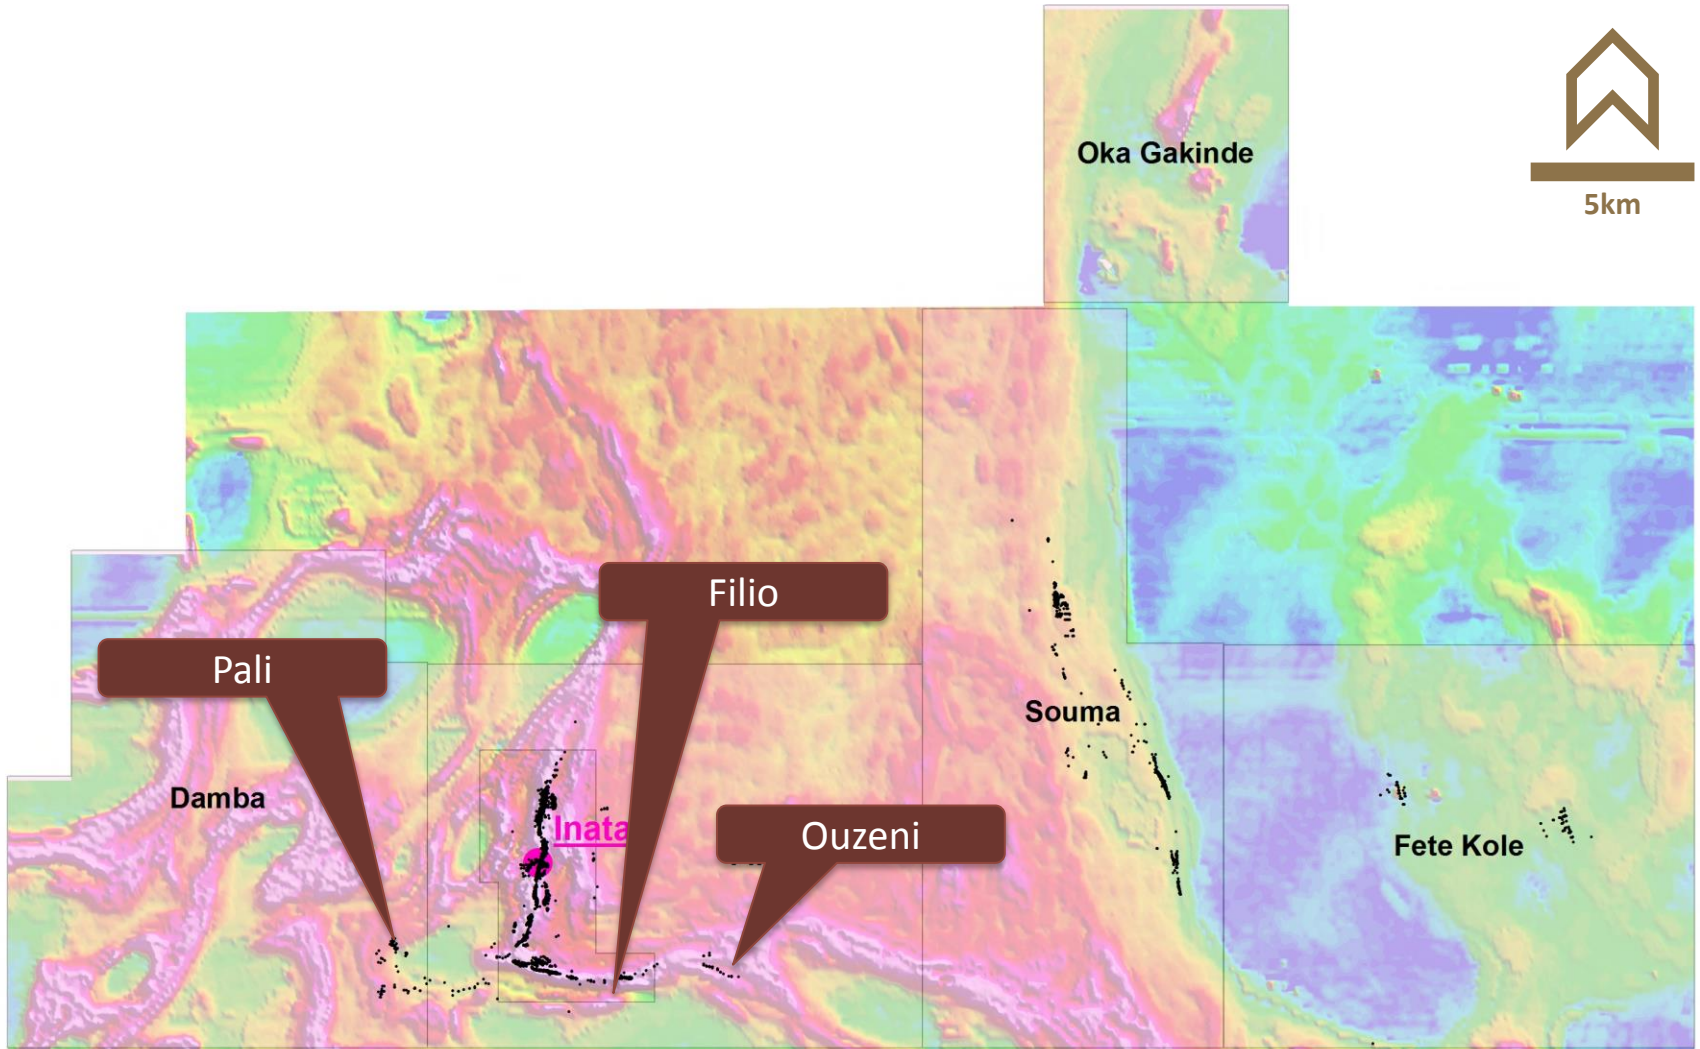 Oka Gakinde
5km
Filio
Pali
Souma
Damba
Inata
Ouzeni
Fete Kole